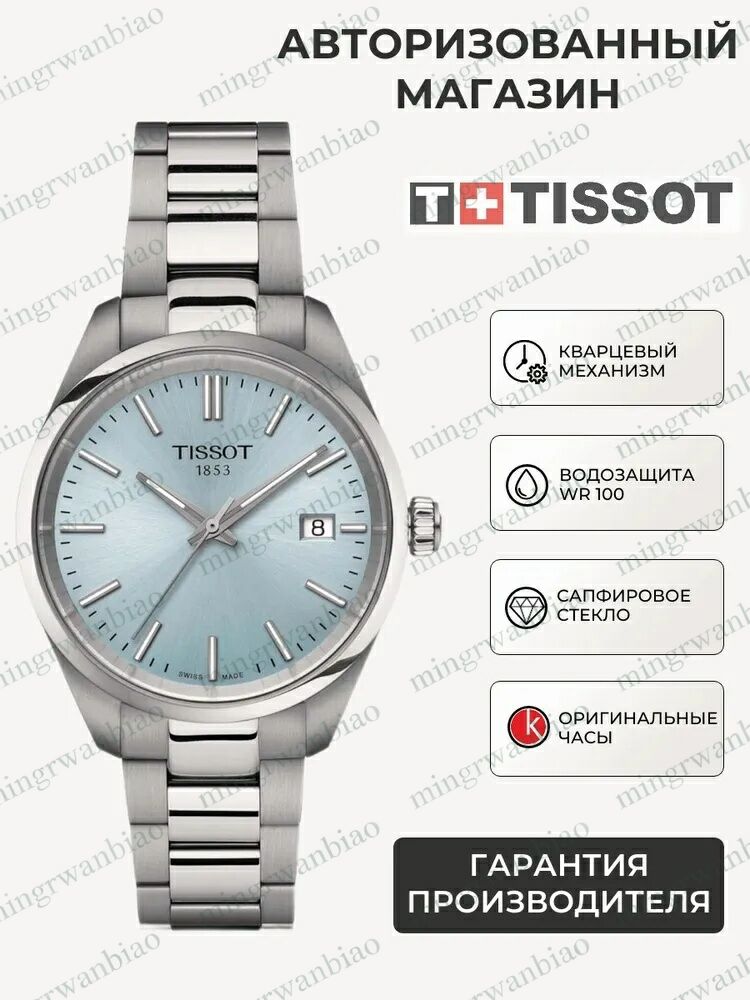 АВТОРИЗОВАННЫЙ
МАГАЗИН
T+TISSOT
TISSOT
1853
8
SWISS MADE
КВАРЦЕВЫЙ
МЕХАНИЗМ
ВОДОЗАЩИТА
WR 100
САПФИРОВОЕ
СТЕКЛО
k
ОРИГИНАЛЬНЫЕ
ЧАСЫ
ГАРАНТИЯ
ПРОИЗВОДИТЕЛЯ
mingrwanbiao